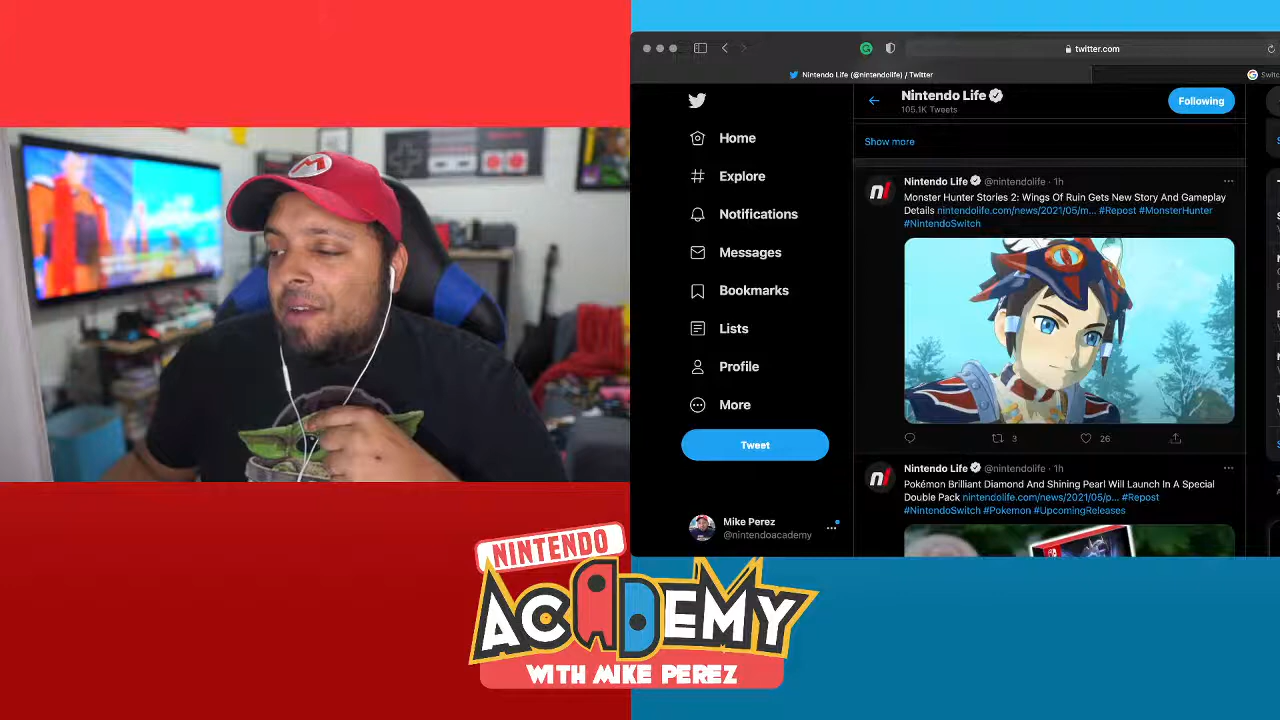 M
twitter.com
Nintendo Life (@nintendolife) / Twitter
Nintendo Life
105.1K Tweets
Following
Home
Explore
Notifications
Messages
Bookmarks
Lists
Profile
More
Tweet
Mike Perez
@nintendoacademy
Show more
Nintendo Life @nintendolife · 1h
Monster Hunter Stories 2: Wings Of Ruin Gets New Story And Gameplay
Details nintendolife.com/news/2021/05/m... #Repost #MonsterHunter
#NintendoSwitch
3
26
Nintendo Life @nintendolife · 1h
Pokémon Brilliant Diamond And Shining Pearl Will Launch In A Special
Double Pack nintendolife.com/news/2021/05/p... #Repost
#NintendoSwitch #Pokemon #UpcomingReleases
NINTENDO
ACADEMY
WITH MIKE PEREZ